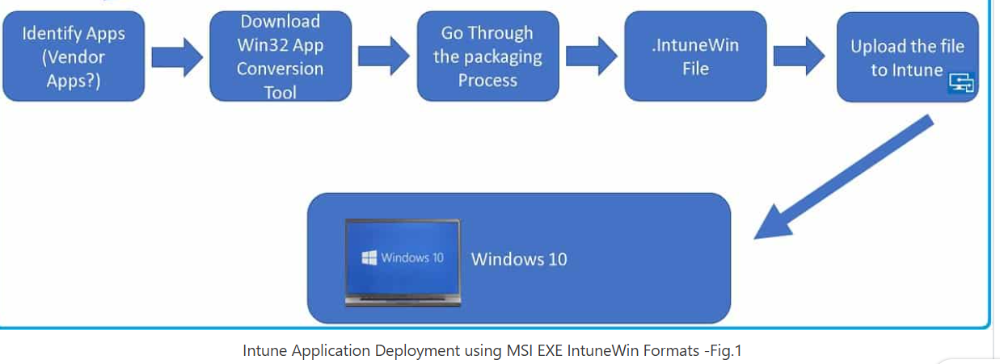 Identify Apps
(Vendor
Apps?)
Download
Win32 App
Conversion
Tool
Go Through
the packaging
Process
.IntuneWin
File
Upload the file
to Intune
Windows 10
Windows 10
Intune Application Deployment using MSI EXE IntuneWin Formats -Fig.1